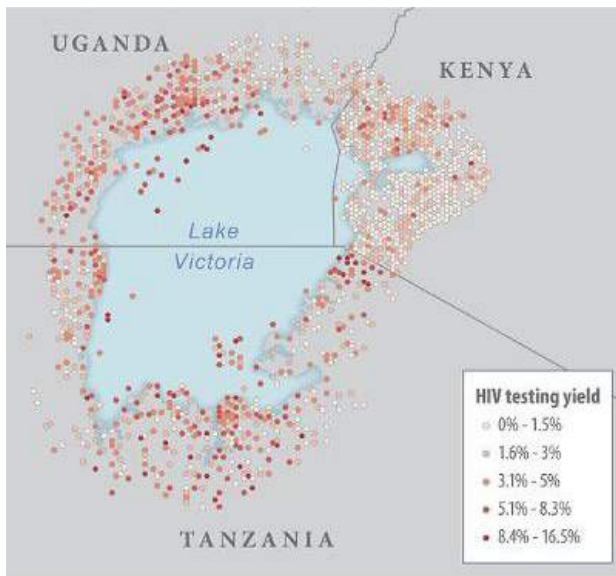 UGANDA
KENYA
Lake
Victoria
HIV testing yield
0% - 1.5%
1.6% - 3%
3.1% - 5%
5.1% - 8.3%
8.4% - 16.5%
TANZANIA